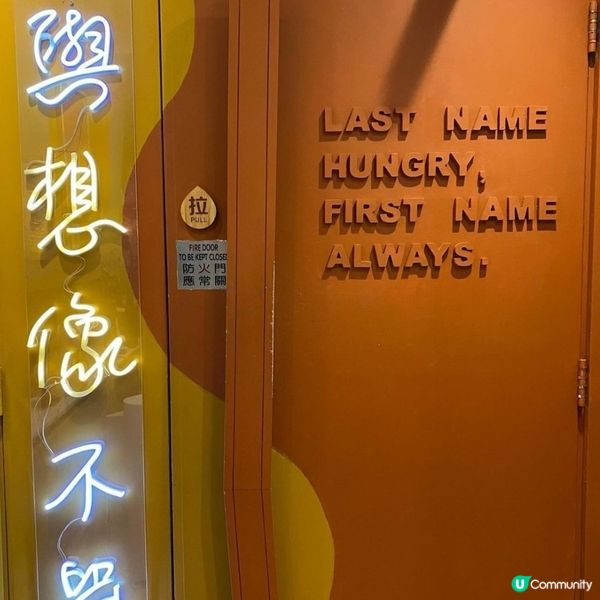 與
想
像
不
拉
PULL
FIRE DOOR
TO BE KEPT CLOSED
防火門
應常關
LAST NAME
HUNGRY,
FIRST NAME
ALWAYS.
U Community